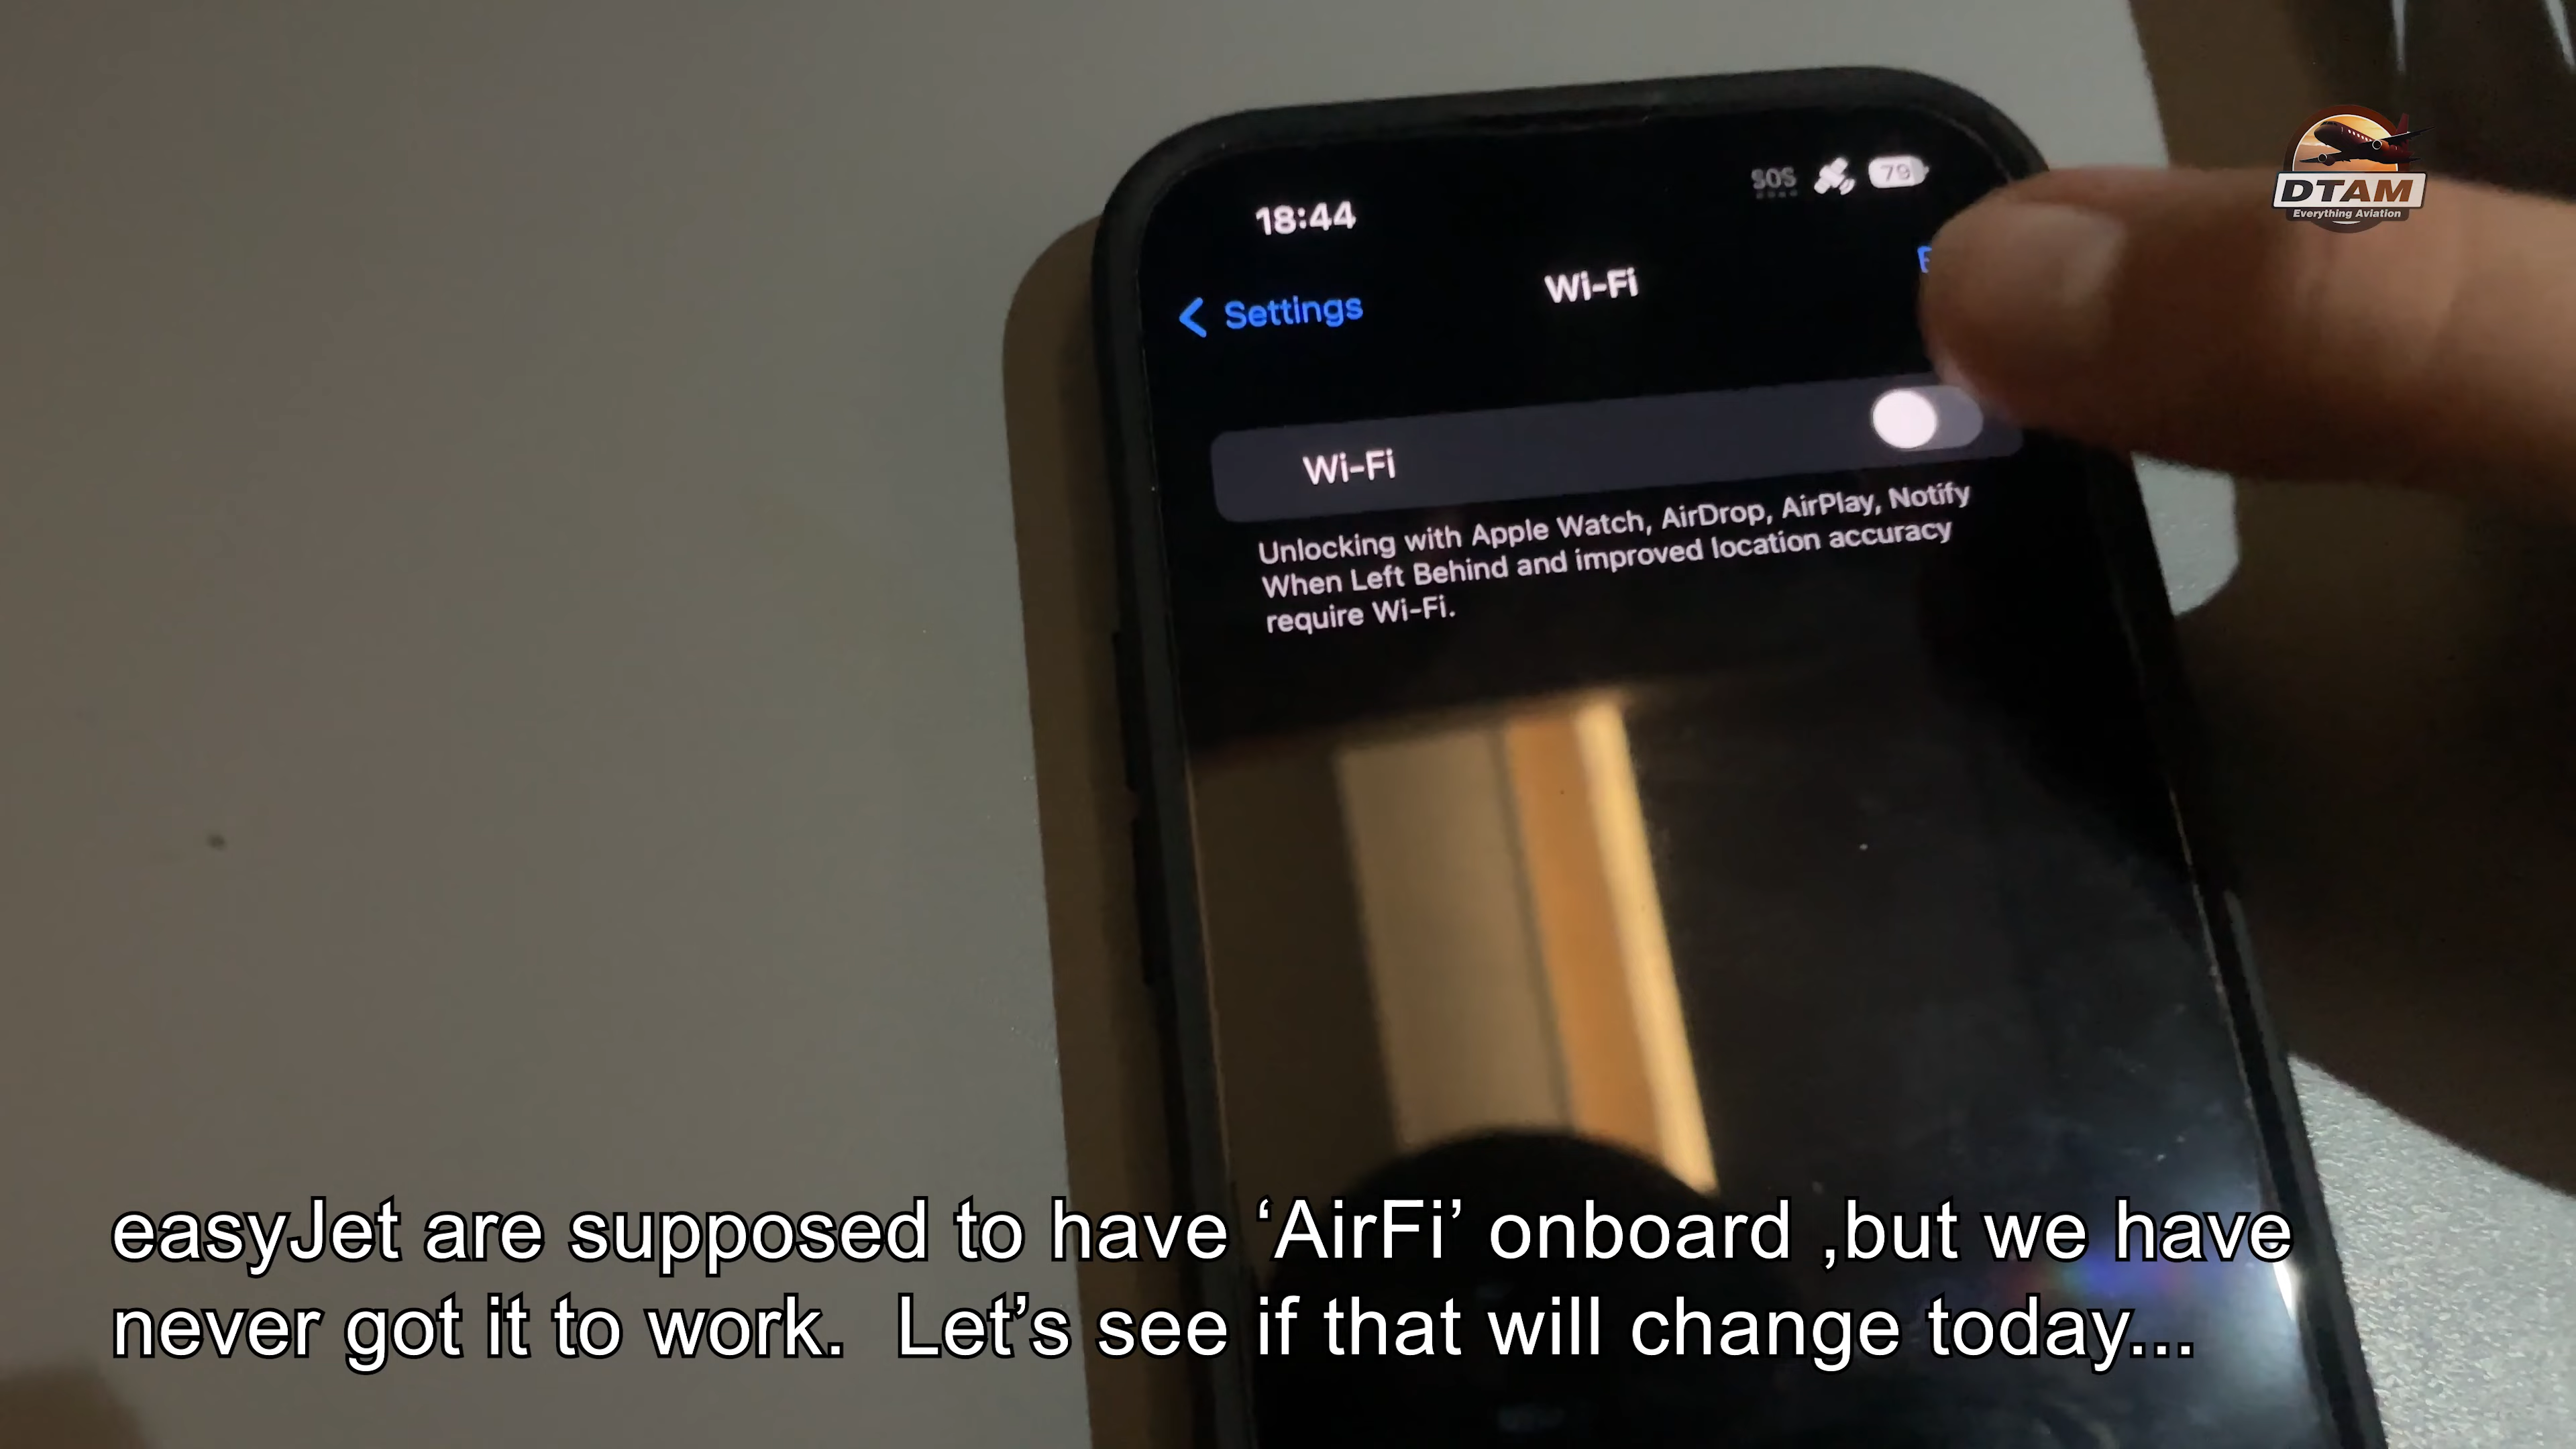 18:44
SOS
79
Settings
Wi-Fi
Wi-Fi
Unlocking with Apple Watch, AirDrop, AirPlay, Notify
When Left Behind and improved location accuracy
require Wi-Fi.
DTAM
Everything Aviation
easyJet are supposed to have ‘AirFi’ onboard ,but we have
never got it to work. Let’s see if that will change today...